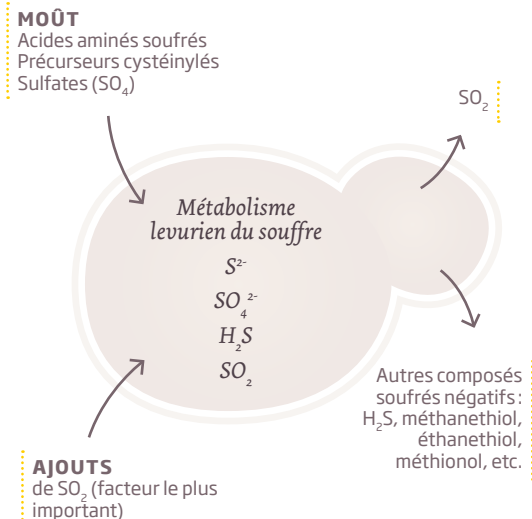 MOÛT
Acides aminés soufrés
Précurseurs cystéinylés
Sulfates (SO₄)
SO₂
Métabolisme
levurien du souffre
S²⁻
SO₄²⁻
H₂S
SO₂
Autres composés
soufrés négatifs :
H₂S, méthanethiol,
éthanethiol,
méthionol, etc.
AJOUTS
de SO₂ (facteur le plus
important)